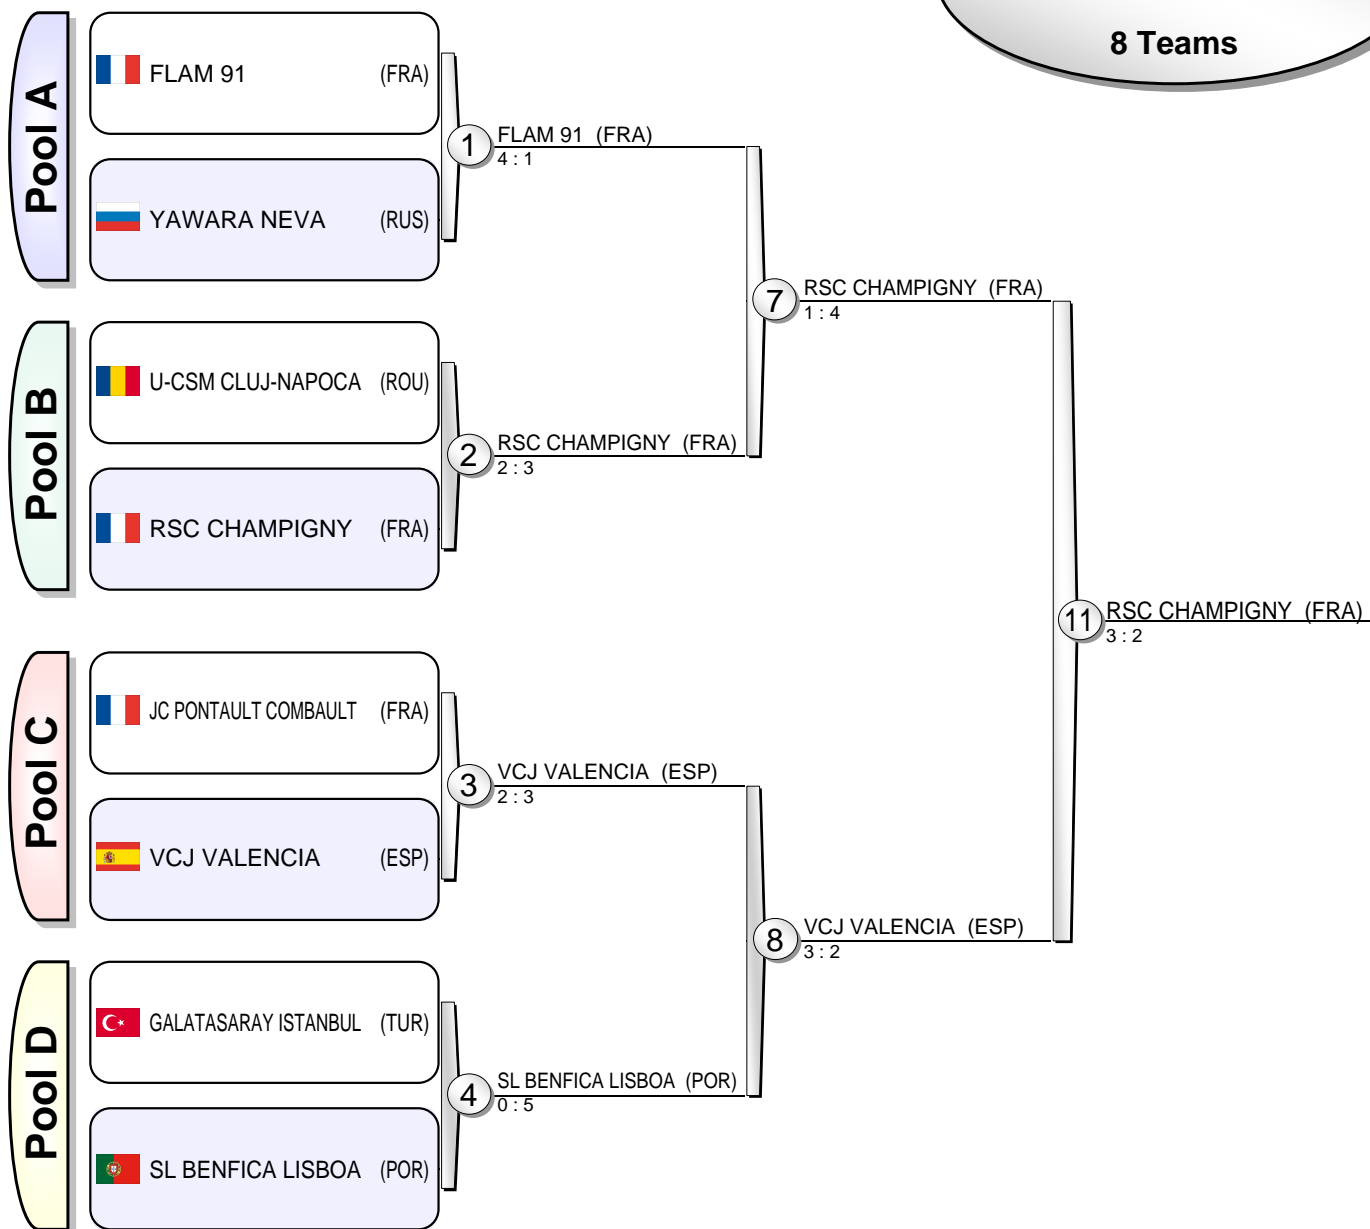 8 Teams
Pool A
FLAM 91 (FRA)
YAWARA NEVA (RUS)
1
FLAM 91 (FRA)
4 : 1
Pool B
U-CSM CLUJ-NAPOCA (ROU)
RSC CHAMPIGNY (FRA)
2
RSC CHAMPIGNY (FRA)
2 : 3
7
RSC CHAMPIGNY (FRA)
1 : 4
Pool C
JC PONTAULT COMBAULT (FRA)
VCJ VALENCIA (ESP)
3
VCJ VALENCIA (ESP)
2 : 3
Pool D
GALATASARAY ISTANBUL (TUR)
SL BENFICA LISBOA (POR)
4
SL BENFICA LISBOA (POR)
0 : 5
8
VCJ VALENCIA (ESP)
3 : 2
11
RSC CHAMPIGNY (FRA)
3 : 2